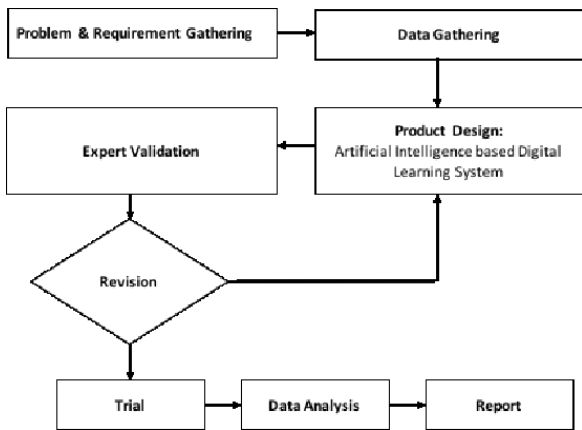 Problem & Requirement Gathering
Data Gathering
Product Design:
Artificial Intelligence based Digital
Learning System
Expert Validation
Revision
Trial
Data Analysis
Report